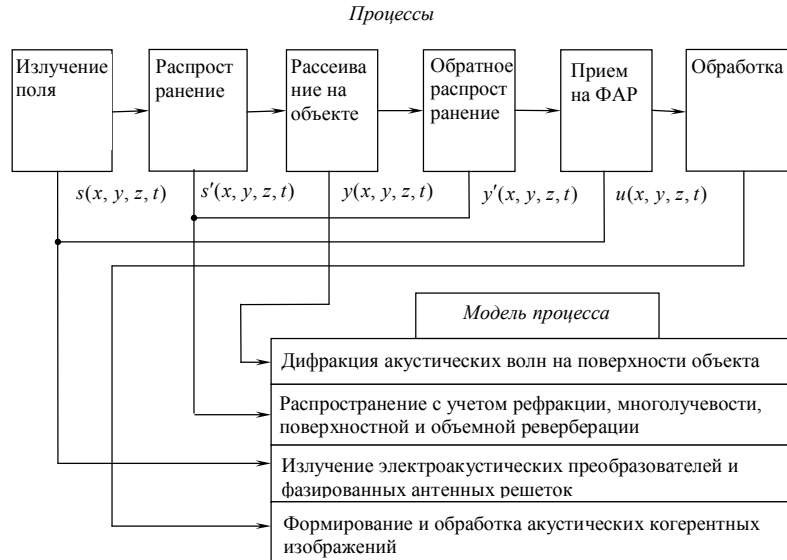 Процессы
Излучение
поля
Распрост
ранение
Рассеива
ние на
объекте
Обратное
распрост
ранение
Прием
на ФАР
Обработка
s(x, y, z, t)
s′(x, y, z, t)
y(x, y, z, t)
y′(x, y, z, t)
u(x, y, z, t)
Модель процесса
Дифракция акустических волн на поверхности объекта
Распространение с учетом рефракции, многолучевости,
поверхностной и объемной реверберации
Излучение электроакустических преобразователей и
фазированных антенных решеток
Формирование и обработка акустических когерентных
изображений